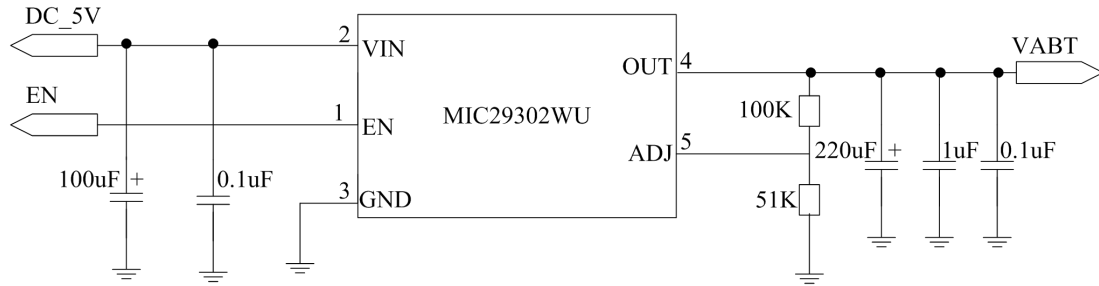 DC_5V
2
VIN
EN
1
EN
MIC29302WU
OUT
4
VABT
100K
ADJ
5
220uF +
1uF
0.1uF
100uF +
0.1uF
3
GND
51K